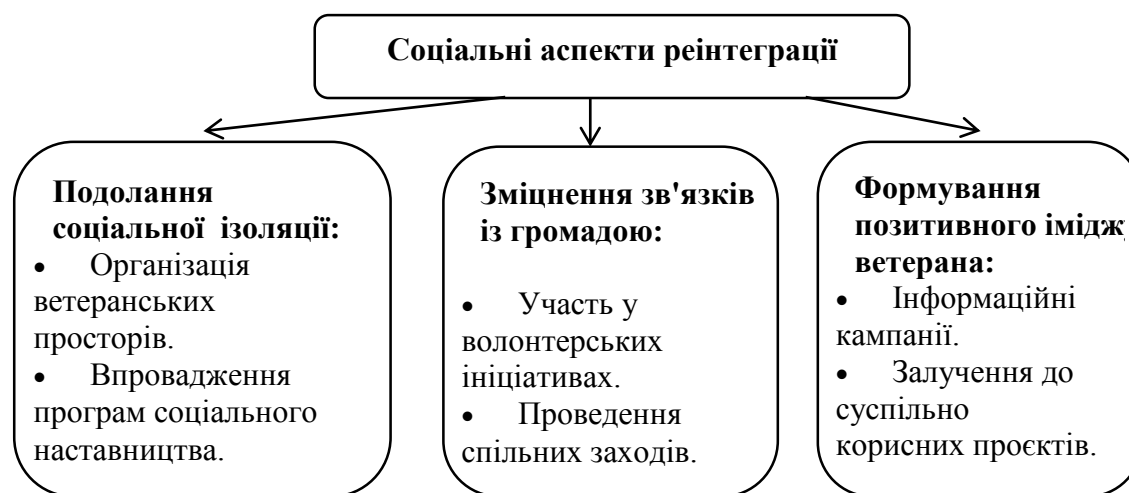 Соціальні аспекти реінтеграції
Подолання
соціальної ізоляції:
• Організація
ветеранських
просторів.
• Впровадження
програм соціального
наставництва.
Зміцнення зв'язків
із громадою:
• Участь у
волонтерських
ініціативах.
• Проведення
спільних заходів.
Формування
позитивного іміджу
ветерана:
• Інформаційні
кампанії.
• Залучення до
суспільно
корисних проєктів.